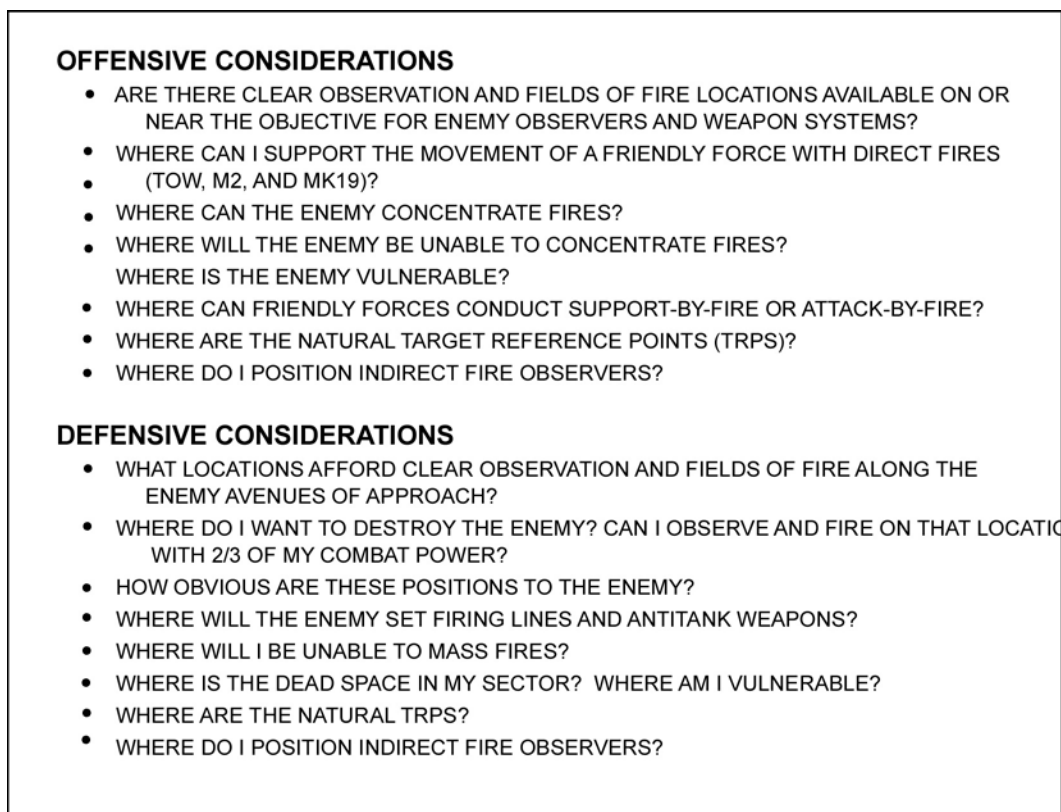 OFFENSIVE CONSIDERATIONS
• ARE THERE CLEAR OBSERVATION AND FIELDS OF FIRE LOCATIONS AVAILABLE ON OR
NEAR THE OBJECTIVE FOR ENEMY OBSERVERS AND WEAPON SYSTEMS?
• WHERE CAN I SUPPORT THE MOVEMENT OF A FRIENDLY FORCE WITH DIRECT FIRES
• (TOW, M2, AND MK19)?
• WHERE CAN THE ENEMY CONCENTRATE FIRES?
• WHERE WILL THE ENEMY BE UNABLE TO CONCENTRATE FIRES?
WHERE IS THE ENEMY VULNERABLE?
• WHERE CAN FRIENDLY FORCES CONDUCT SUPPORT-BY-FIRE OR ATTACK-BY-FIRE?
• WHERE ARE THE NATURAL TARGET REFERENCE POINTS (TRPS)?
• WHERE DO I POSITION INDIRECT FIRE OBSERVERS?
DEFENSIVE CONSIDERATIONS
• WHAT LOCATIONS AFFORD CLEAR OBSERVATION AND FIELDS OF FIRE ALONG THE
ENEMY AVENUES OF APPROACH?
• WHERE DO I WANT TO DESTROY THE ENEMY? CAN I OBSERVE AND FIRE ON THAT LOCATIO
WITH 2/3 OF MY COMBAT POWER?
• HOW OBVIOUS ARE THESE POSITIONS TO THE ENEMY?
• WHERE WILL THE ENEMY SET FIRING LINES AND ANTITANK WEAPONS?
• WHERE WILL I BE UNABLE TO MASS FIRES?
• WHERE IS THE DEAD SPACE IN MY SECTOR? WHERE AM I VULNERABLE?
• WHERE ARE THE NATURAL TRPS?
• WHERE DO I POSITION INDIRECT FIRE OBSERVERS?